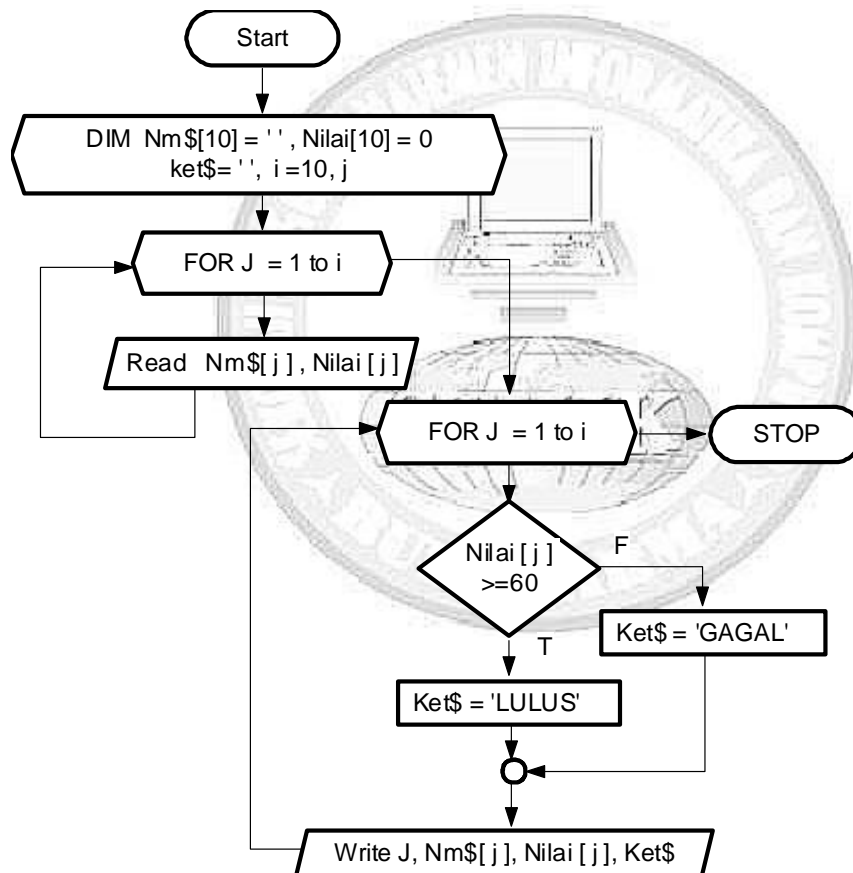 Start
DIM Nm$[10] = ' ' , Nilai[10] = 0
ket$= ' ', i =10, j
FOR J = 1 to i
Read Nm$[ j ] , Nilai [ j ]
FOR J = 1 to i
STOP
Nilai [ j ]
>=60
F
Ket$ = 'GAGAL'
T
Ket$ = 'LULUS'
Write J, Nm$[ j ], Nilai [ j ], Ket$